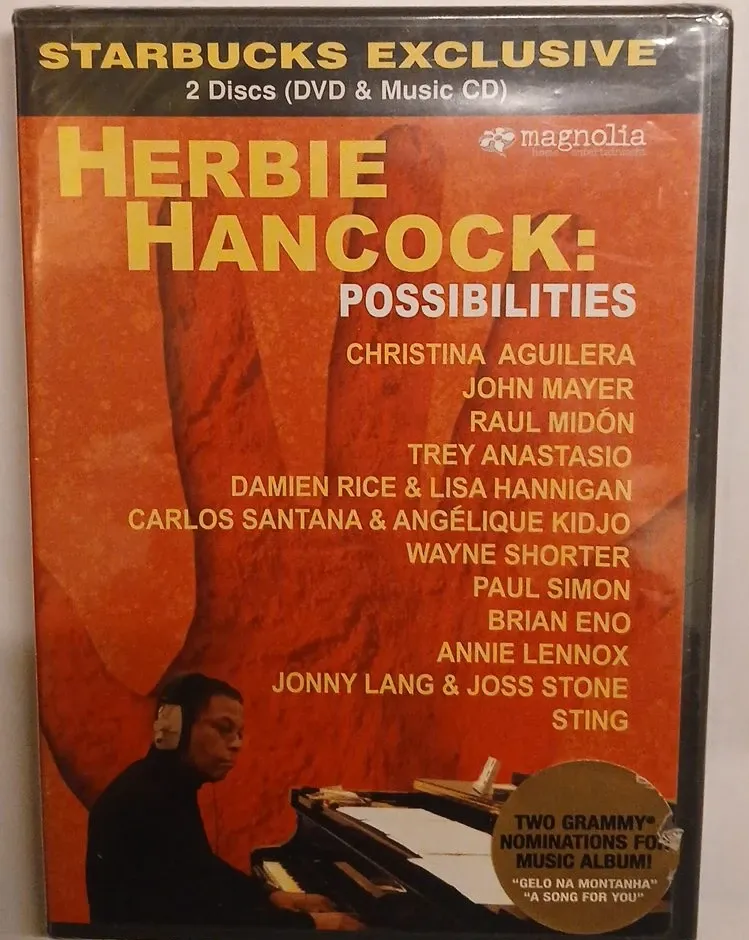 STARBUCKS EXCLUSIVE
2 Discs (DVD & Music CD)
magnolia
home entertainment
HERBIE
HANCOCK:
POSSIBILITIES
CHRISTINA AGUILERA
JOHN MAYER
RAUL MIDÓN
TREY ANASTASIO
DAMIEN RICE & LISA HANNIGAN
CARLOS SANTANA & ANGÉLIQUE KIDJO
WAYNE SHORTER
PAUL SIMON
BRIAN ENO
ANNIE LENNOX
JONNY LANG & JOSS STONE
STING
TWO GRAMMY®
NOMINATIONS FOR
MUSIC ALBUM!
"GELO NA MONTANHA"
"A SONG FOR YOU"